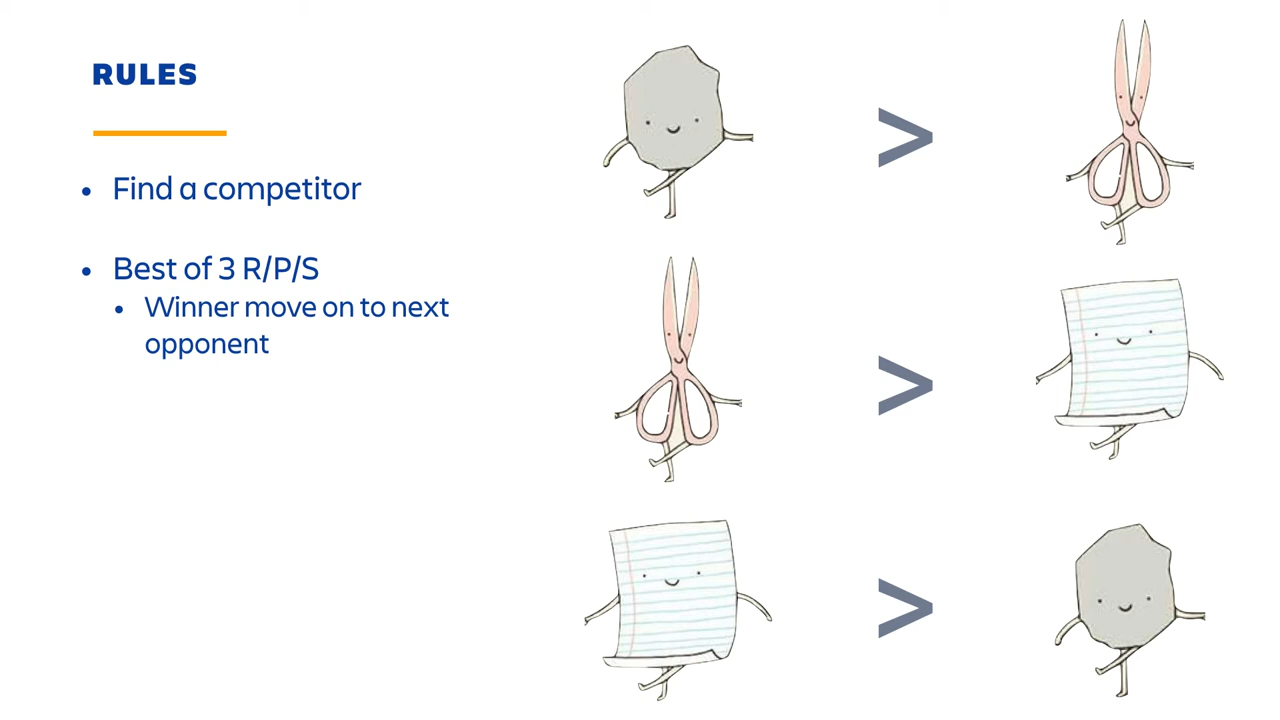 RULES
• Find a competitor
• Best of 3 R/P/S
• Winner move on to next
opponent
>
>
>